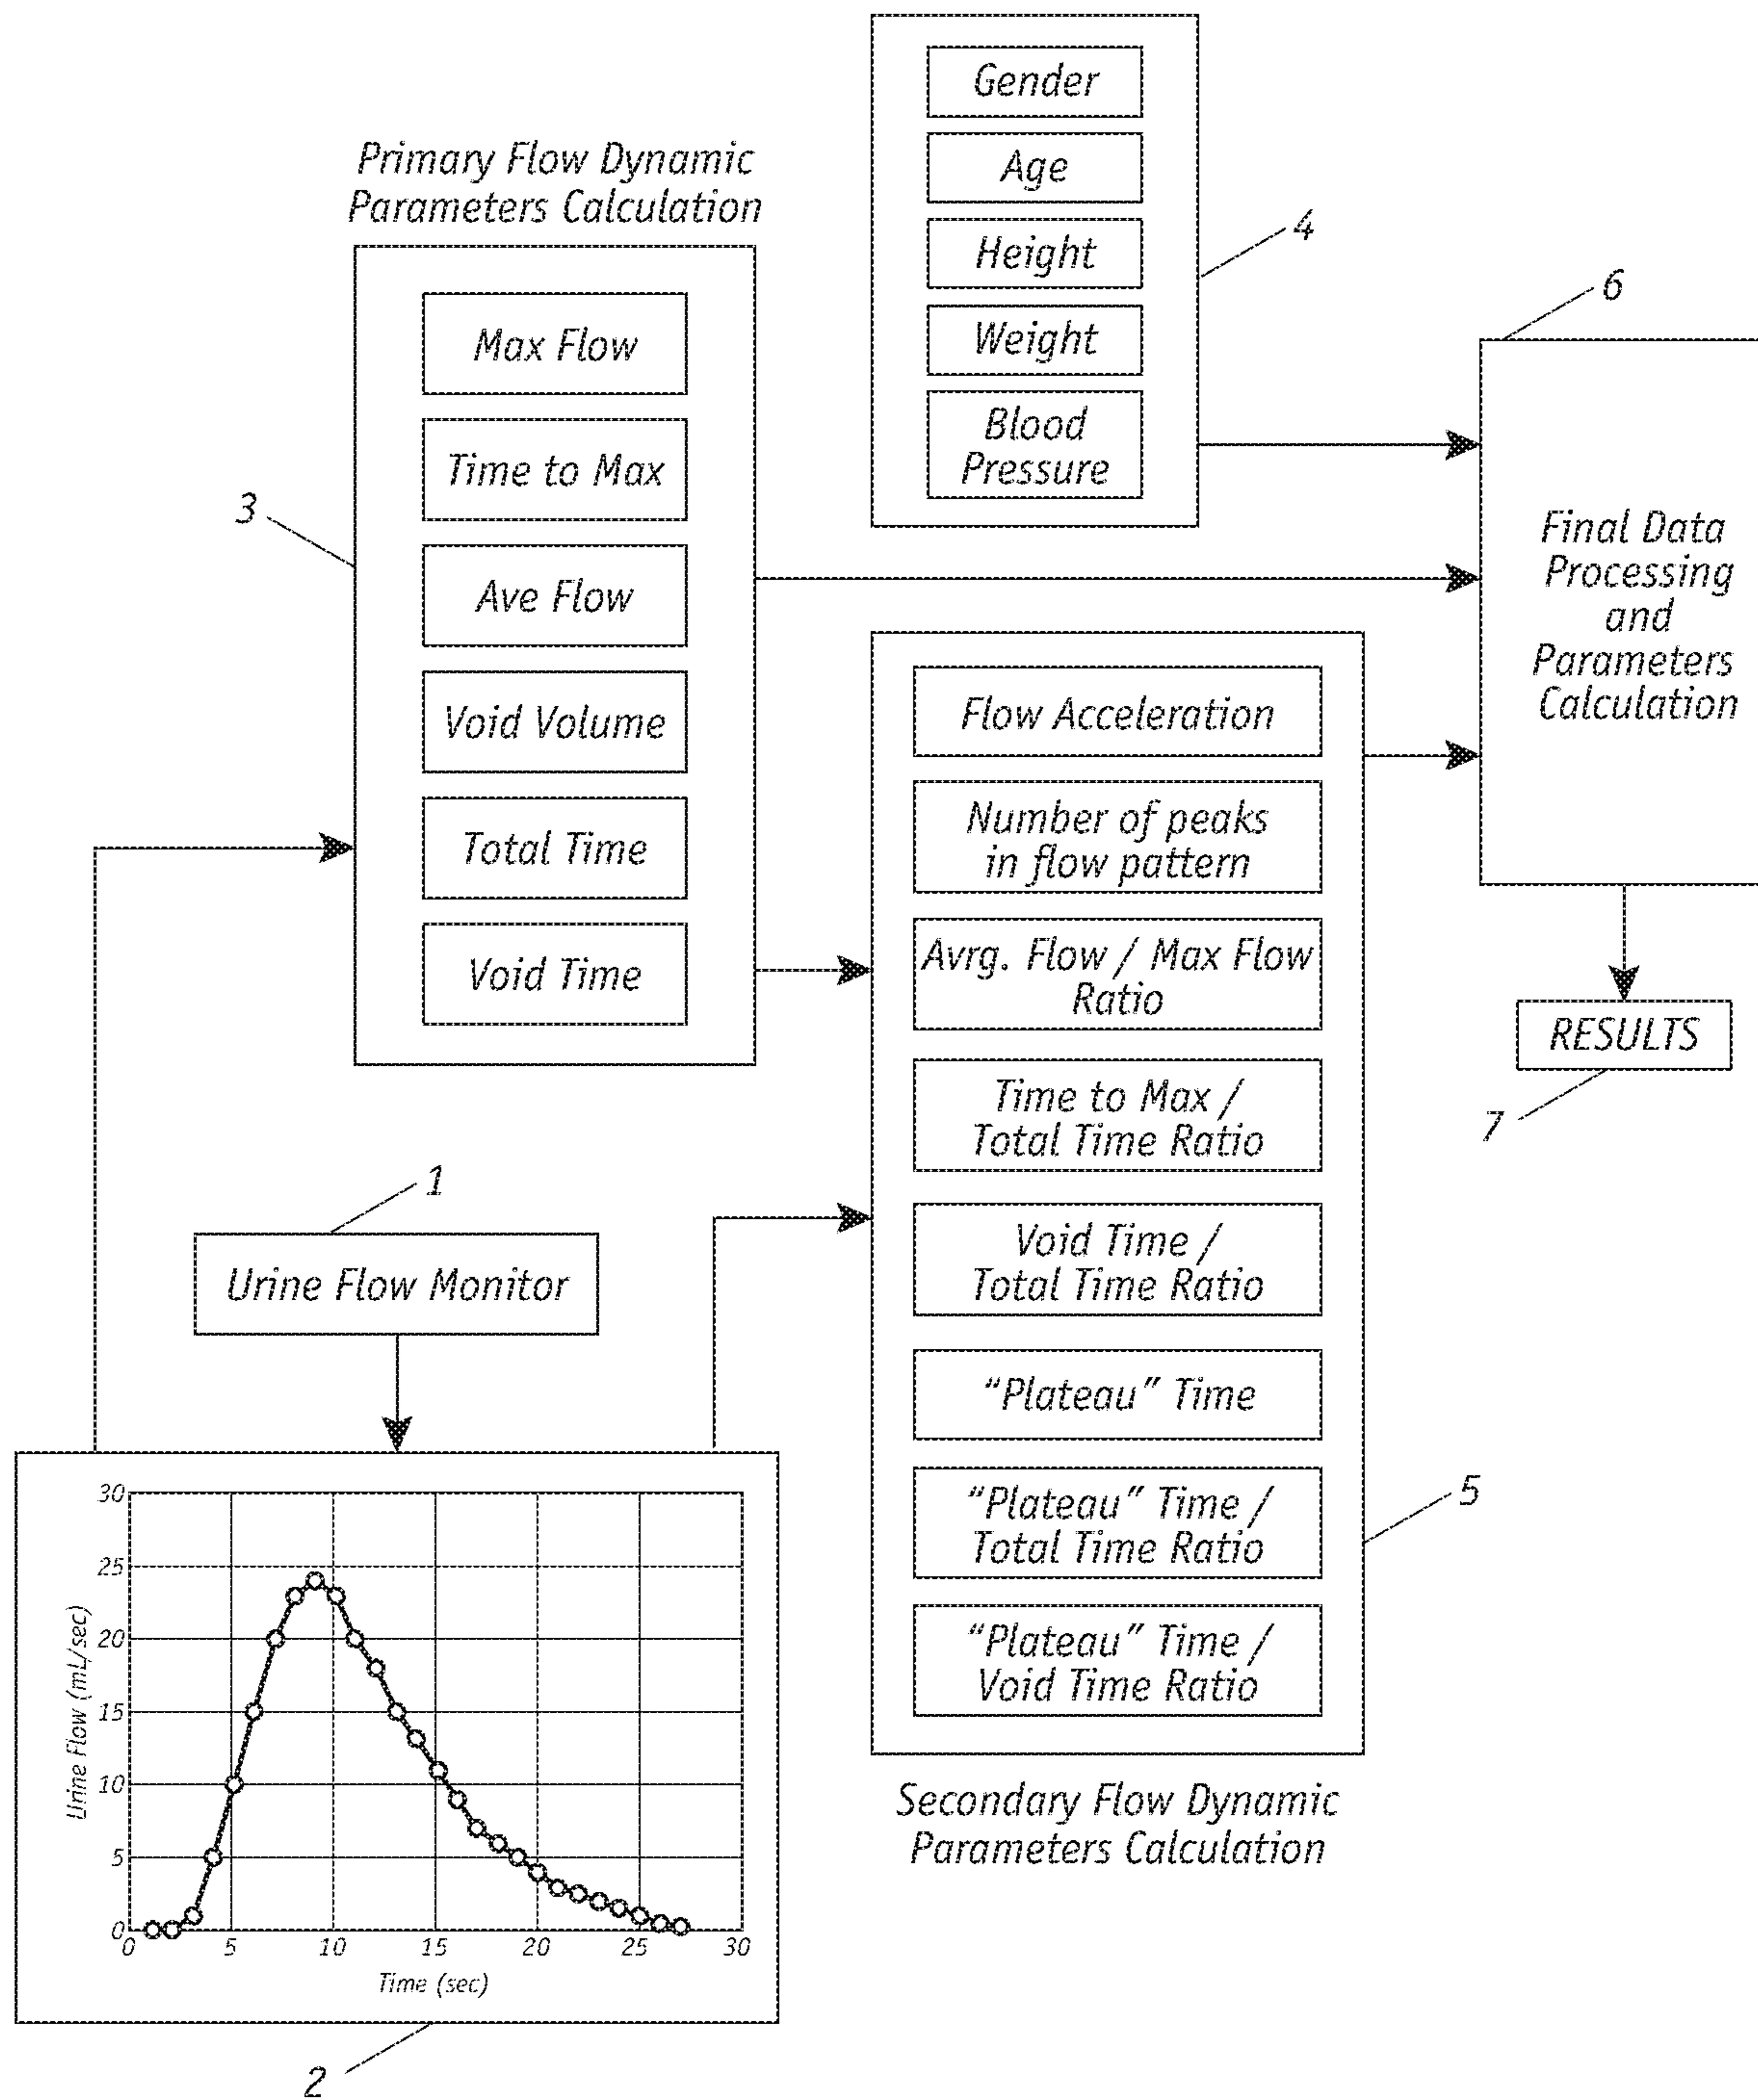 Gender
Age
Height
Weight
Blood
Pressure
4
Primary Flow Dynamic
Parameters Calculation
Max Flow
Time to Max
Ave Flow
Void Volume
Total Time
Void Time
3
6
Final Data
Processing
and
Parameters
Calculation
Flow Acceleration
Number of peaks
in flow pattern
Avrg. Flow / Max Flow
Ratio
Time to Max /
Total Time Ratio
Void Time /
Total Time Ratio
“Plateau” Time
“Plateau” Time /
Total Time Ratio
“Plateau” Time /
Void Time Ratio
5
Secondary Flow Dynamic
Parameters Calculation
RESULTS
7
1
Urine Flow Monitor
30
25
20
15
10
5
0
Urine Flow (mL/sec)
0 5 10 15 20 25 30
Time (sec)
2